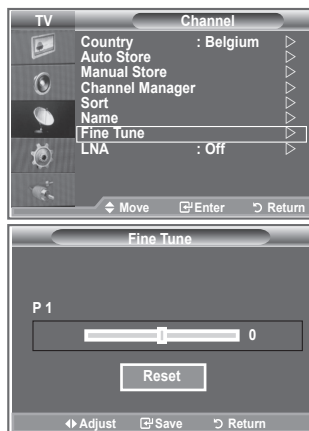 TV Channel
Country : Belgium
Auto Store
Manual Store
Channel Manager
Sort
Name
Fine Tune
LNA : Off
Move Enter Return
Fine Tune
P 1
0
Reset
Adjust Save Return